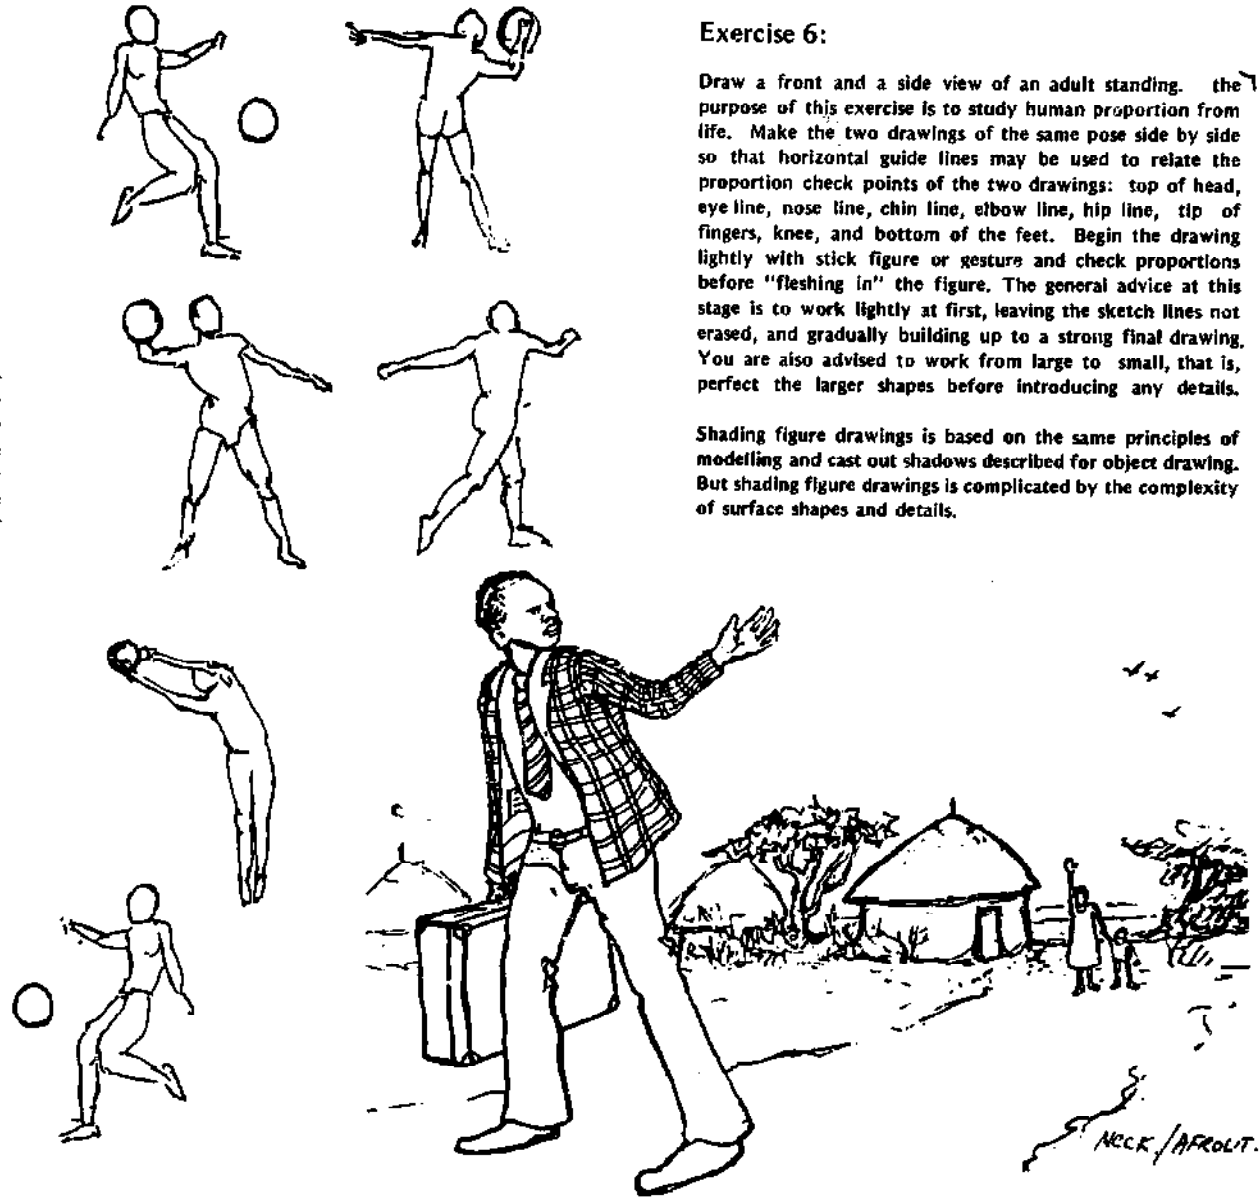 Exercise 6:
Draw a front and a side view of an adult standing. the
purpose of this exercise is to study human proportion from
life. Make the two drawings of the same pose side by side
so that horizontal guide lines may be used to relate the
proportion check points of the two drawings: top of head,
eye line, nose line, chin line, elbow line, hip line, tip of
fingers, knee, and bottom of the feet. Begin the drawing
lightly with stick figure or gesture and check proportions
before "fleshing in" the figure. The general advice at this
stage is to work lightly at first, leaving the sketch lines not
erased, and gradually building up to a strong final drawing.
You are also advised to work from large to small, that is,
perfect the larger shapes before introducing any details.
Shading figure drawings is based on the same principles of
modelling and cast out shadows described for object drawing.
But shading figure drawings is complicated by the complexity
of surface shapes and details.
NECK/AFROLIT.